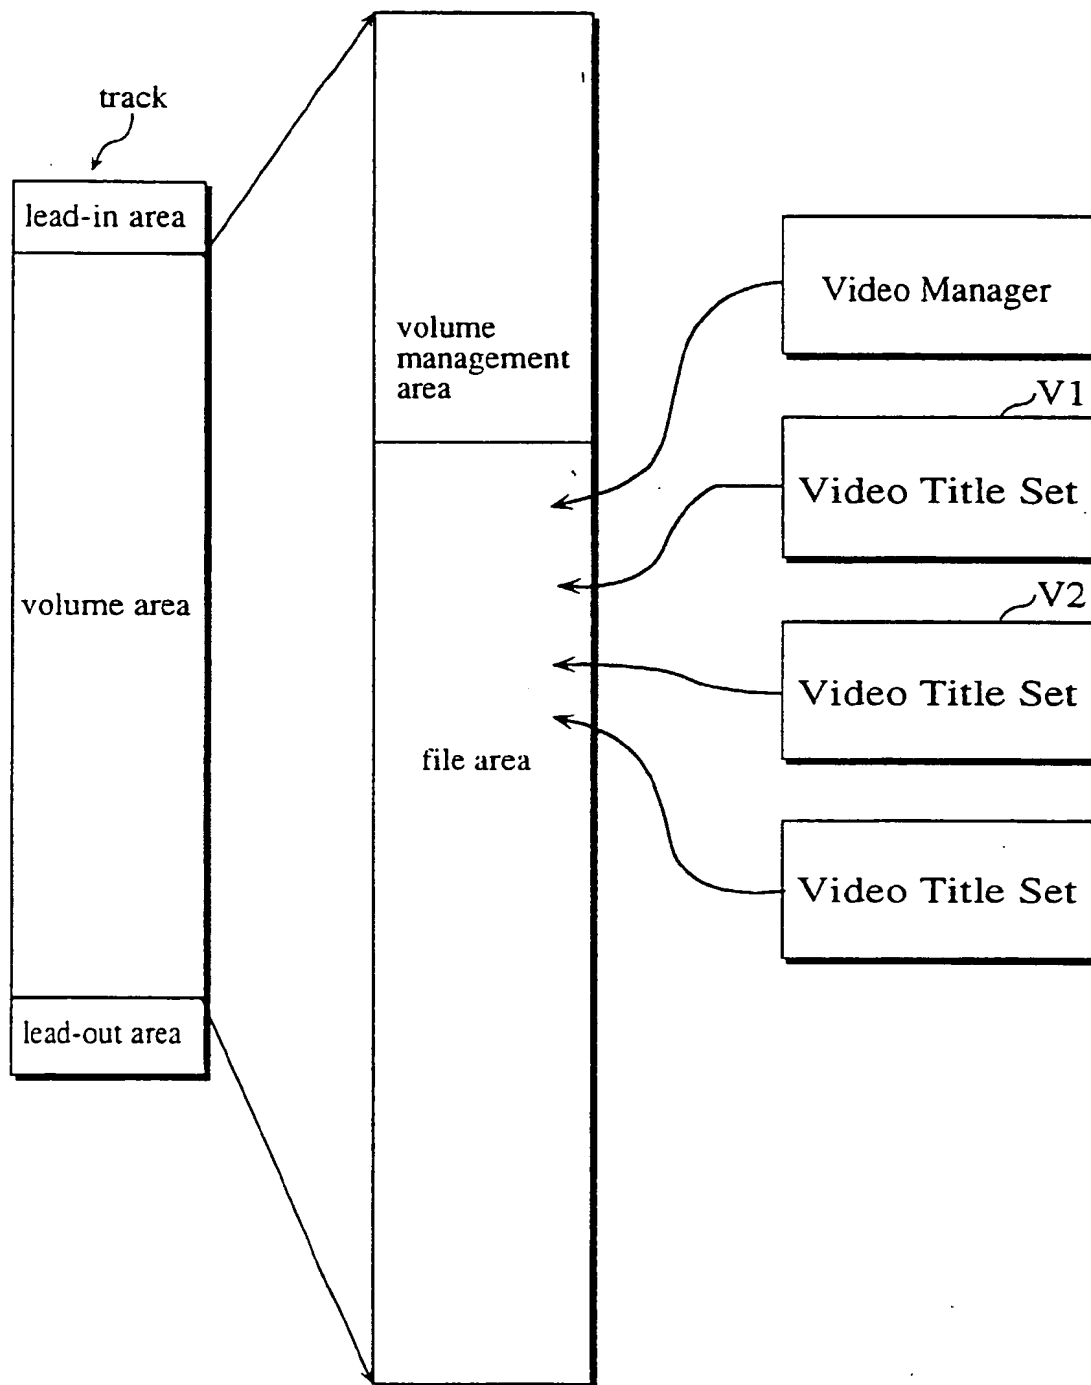 track
lead-in area
volume area
lead-out area
volume
management
area
file area
Video Manager
V1
Video Title Set
V2
Video Title Set
Video Title Set